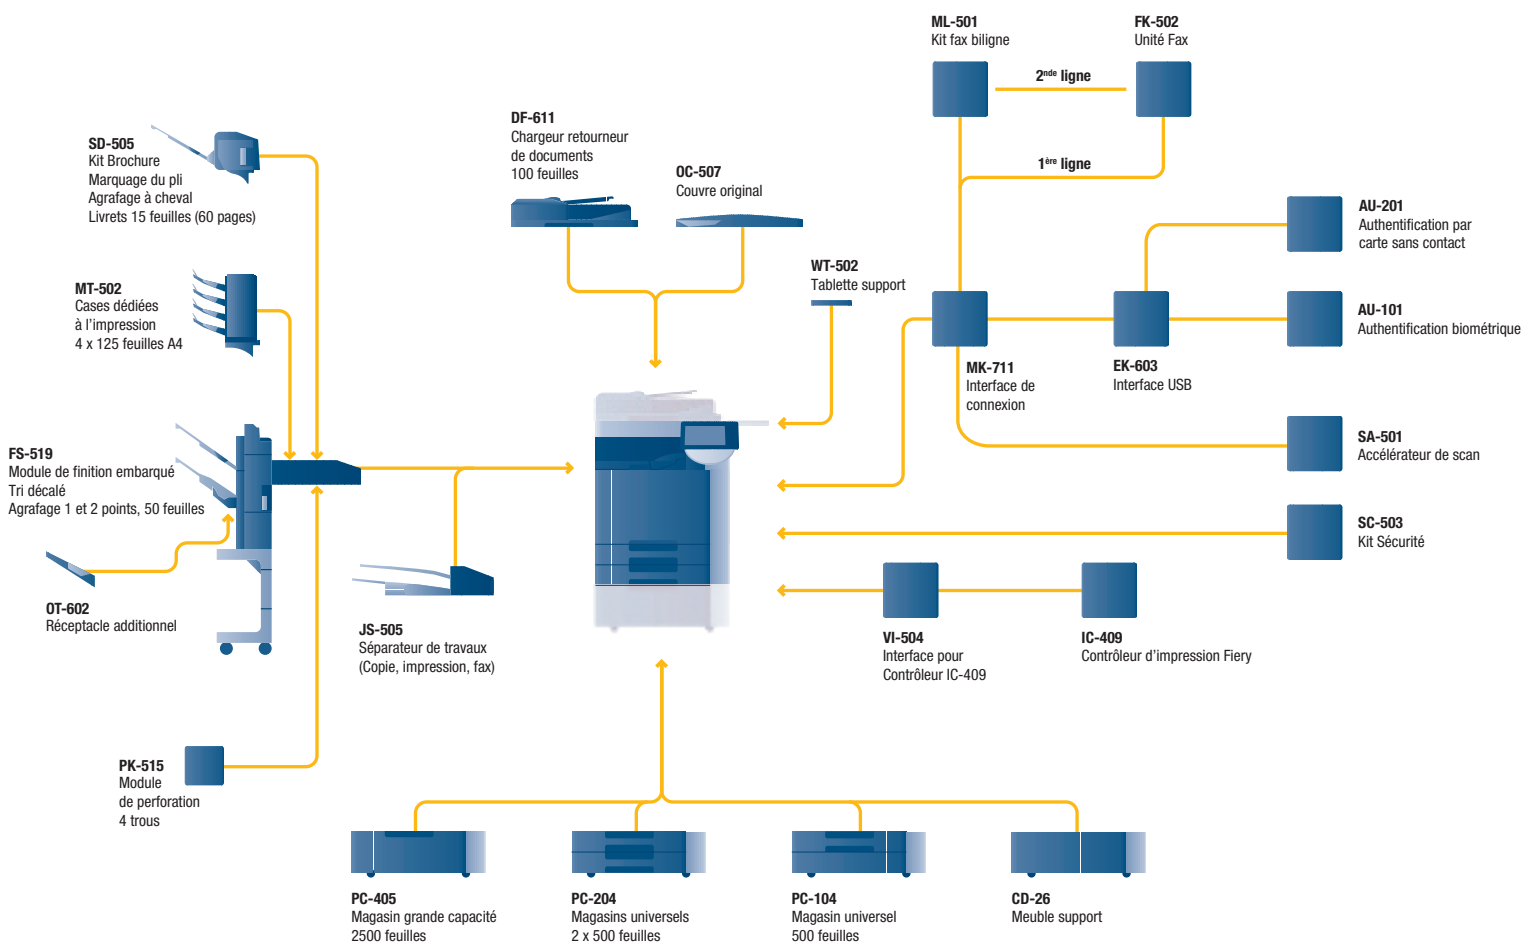 ML-501
Kit fax biligne
FK-502
Unité Fax
2nde ligne
1ère ligne
SD-505
Kit Brochure
Marquage du pli
Agrafage à cheval
Livrets 15 feuilles (60 pages)
DF-611
Chargeur retourneur
de documents
100 feuilles
OC-507
Couvre original
AU-201
Authentification par
carte sans contact
WT-502
Tablette support
MT-502
Cases dédiées
à l’impression
4 x 125 feuilles A4
AU-101
Authentification biométrique
MK-711
Interface de
connexion
EK-603
Interface USB
SA-501
Accélérateur de scan
FS-519
Module de finition embarqué
Tri décalé
Agrafage 1 et 2 points, 50 feuilles
SC-503
Kit Sécurité
OT-602
Réceptacle additionnel
JS-505
Séparateur de travaux
(Copie, impression, fax)
VI-504
Interface pour
Contrôleur IC-409
IC-409
Contrôleur d’impression Fiery
PK-515
Module
de perforation
4 trous
PC-405
Magasin grande capacité
2500 feuilles
PC-204
Magasins universels
2 x 500 feuilles
PC-104
Magasin universel
500 feuilles
CD-26
Meuble support